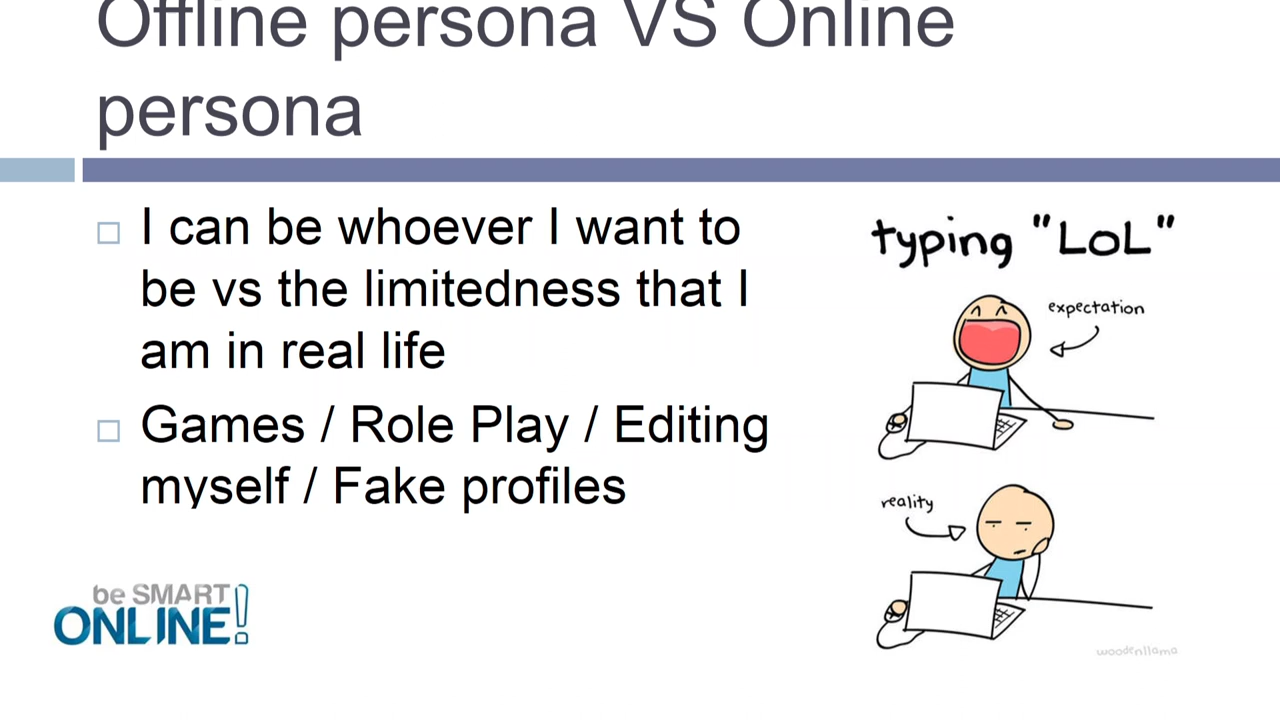 Offline persona VS Online
persona
I can be whoever I want to
be vs the limitedness that I
am in real life
Games / Role Play / Editing
myself / Fake profiles
typing "LoL"
expectation
reality
be SMART
ONLINE!
woodenllama